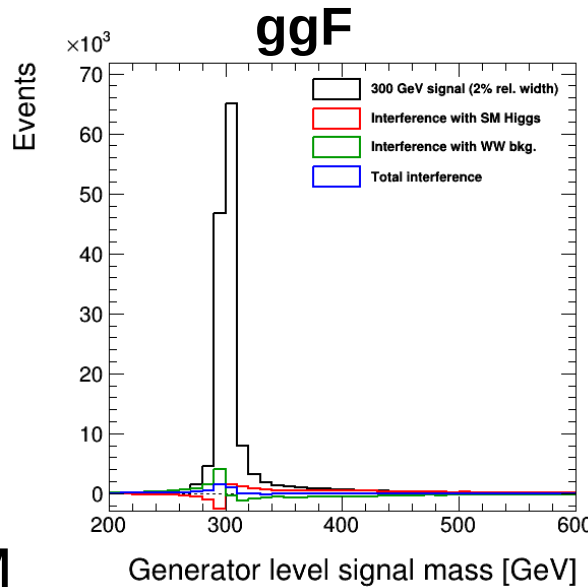 ggF
×10³
Events
70
60
50
40
30
20
10
0
300 GeV signal (2% rel. width)
Interference with SM Higgs
Interference with WW bkg.
Total interference
200 300 400 500 600
Generator level signal mass [GeV]